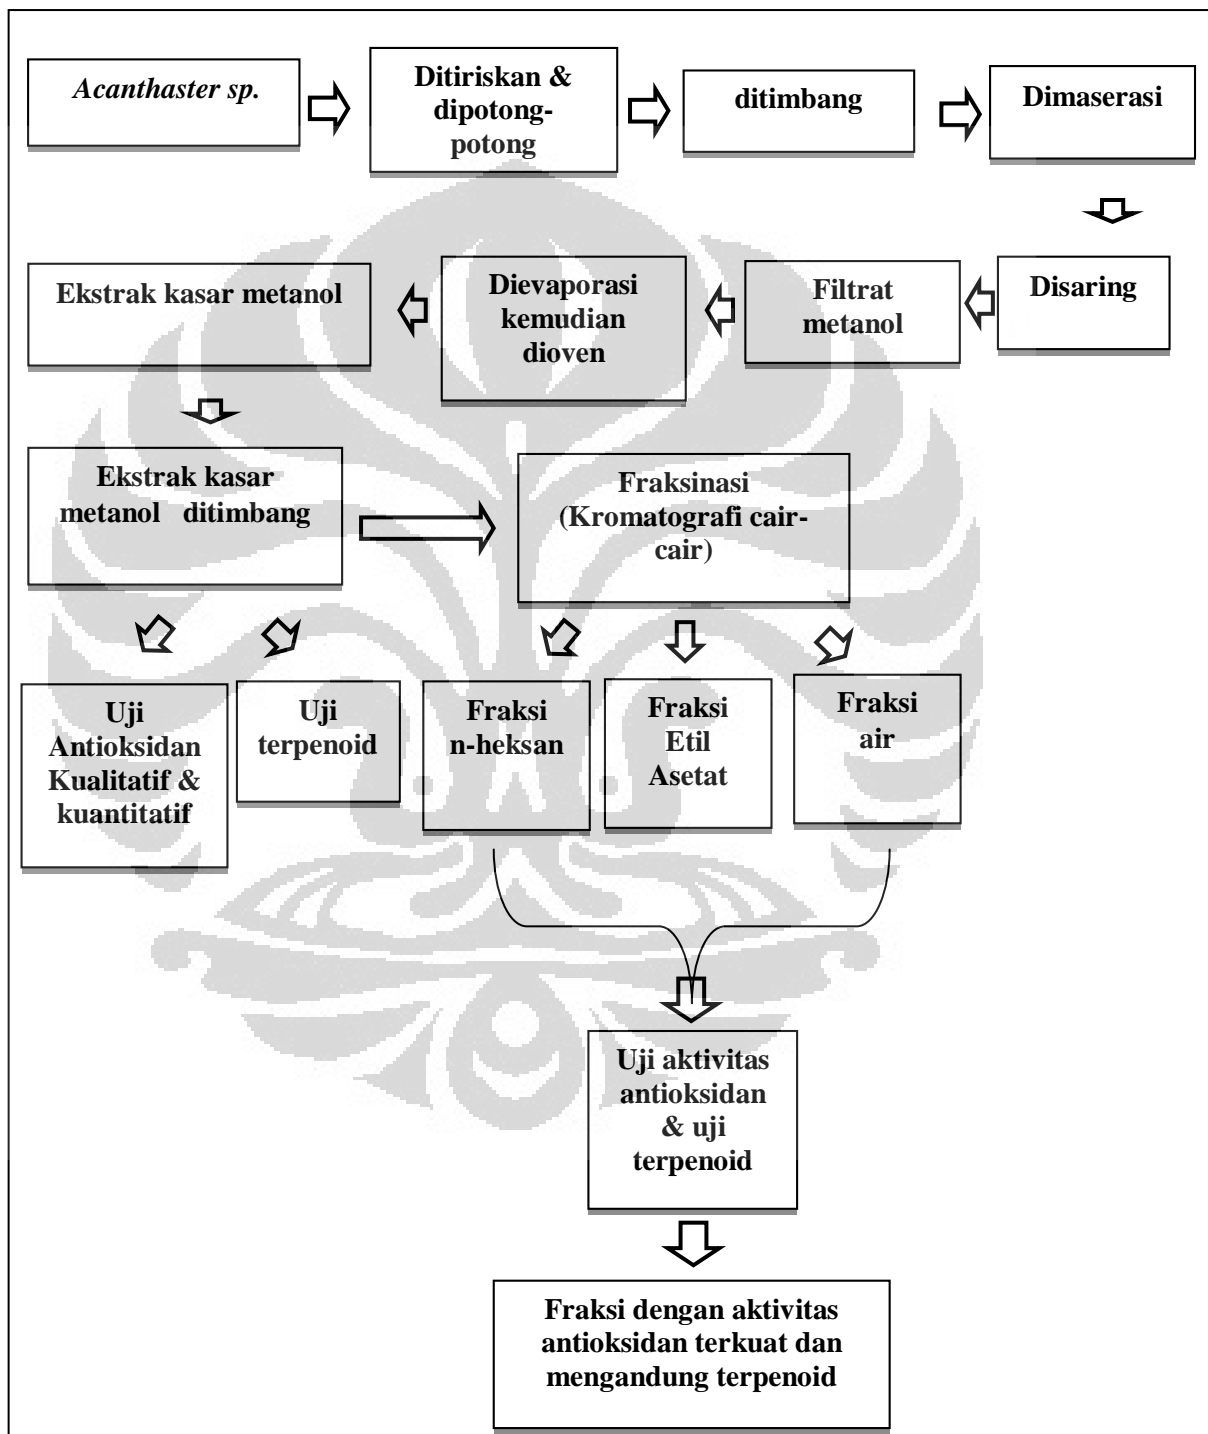 Acanthaster sp.
Ditiriskan &
dipotong-
potong
ditimbang
Dimaserasi
Ekstrak kasar metanol
Dievaporasi
kemudian
dioven
Filtrat
metanol
Disaring
Ekstrak kasar
metanol ditimbang
Fraksinasi
(Kromatografi cair-
cair)
Uji
Antioksidan
Kualitatif &
kuantitatif
Uji
terpenoid
Fraksi
n-heksan
Fraksi
Etil
Asetat
Fraksi
air
Uji aktivitas
antioksidan
& uji
terpenoid
Fraksi dengan aktivitas
antioksidan terkuat dan
mengandung terpenoid